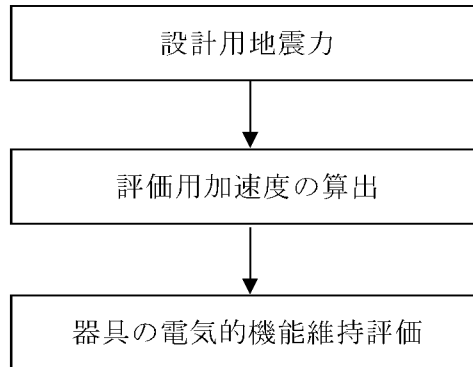 設計用地震力
評価用加速度の算出
器具の電気的機能維持評価